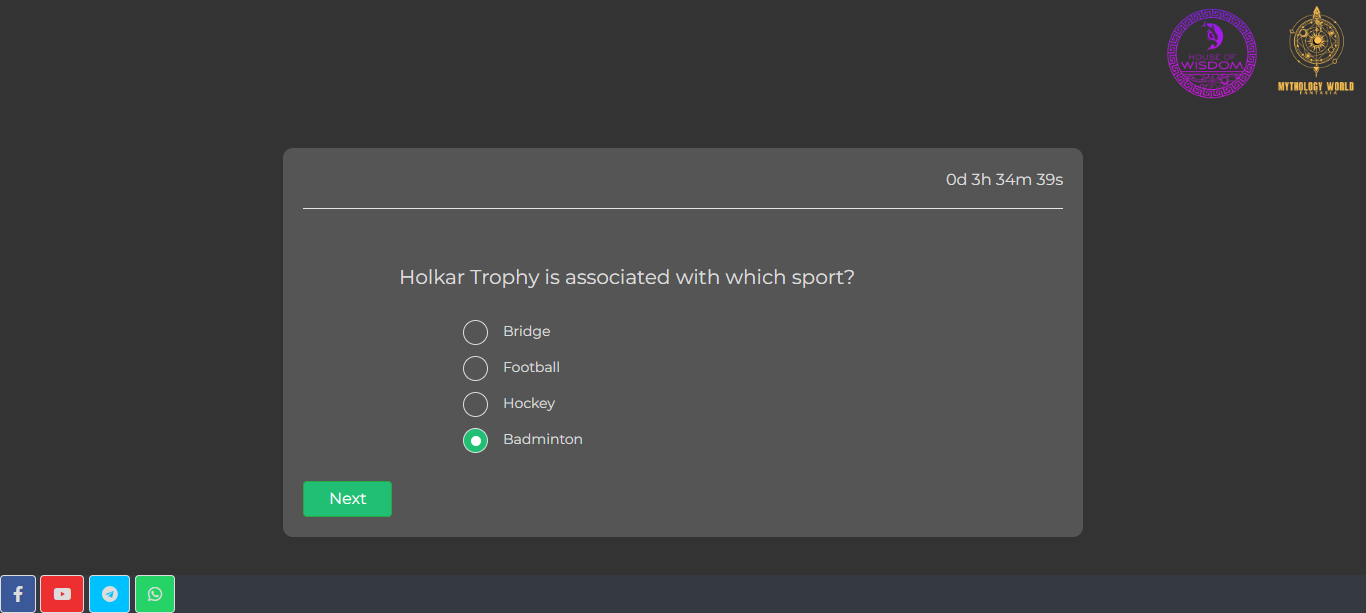 HOUSE OF
WISDOM
MYTHOLOGY WORLD
FANTASIA
0d 3h 34m 39s
Holkar Trophy is associated with which sport?
Bridge
Football
Hockey
Badminton
Next